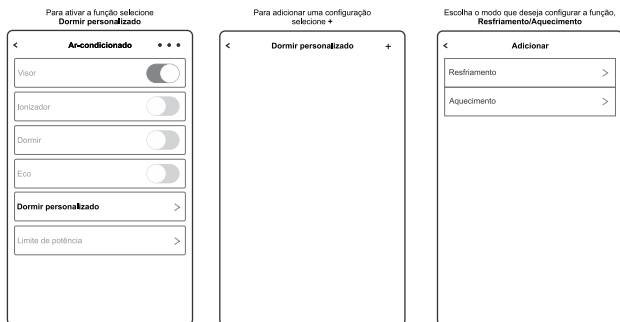 Para ativar a função selecione
Dormir personalizado
< Ar-condicionado • • •
Visor
Ionizador
Dormir
Eco
Dormir personalizado >
Limite de potência >
Para adicionar uma configuração
selecione +
< Dormir personalizado +
Escolha o modo que deseja configurar a função,
Resfriamento/Aquecimento
< Adicionar
Resfriamento >
Aquecimento >